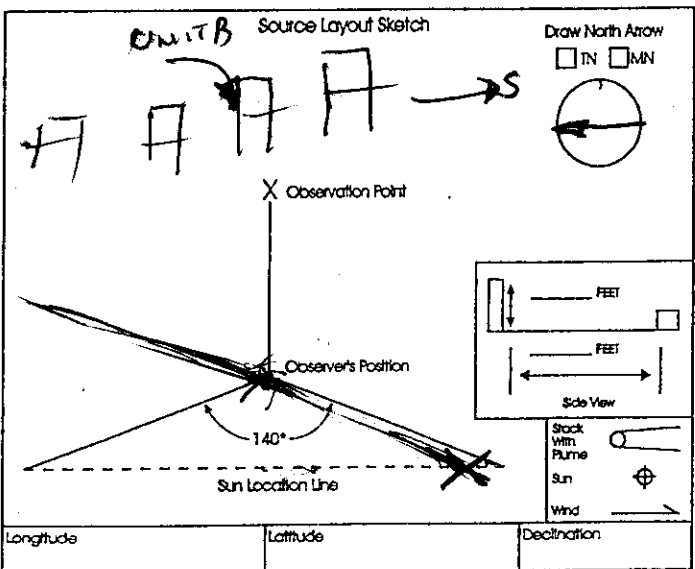 Source Layout Sketch
Draw North Arrow
UNIT B
TN MN
S
X Observation Point
FEET
Observer's Position
FEET
Side View
140°
Stack With Plume
Sun
Sun Location Line
Wind
Longitude Latitude Declination